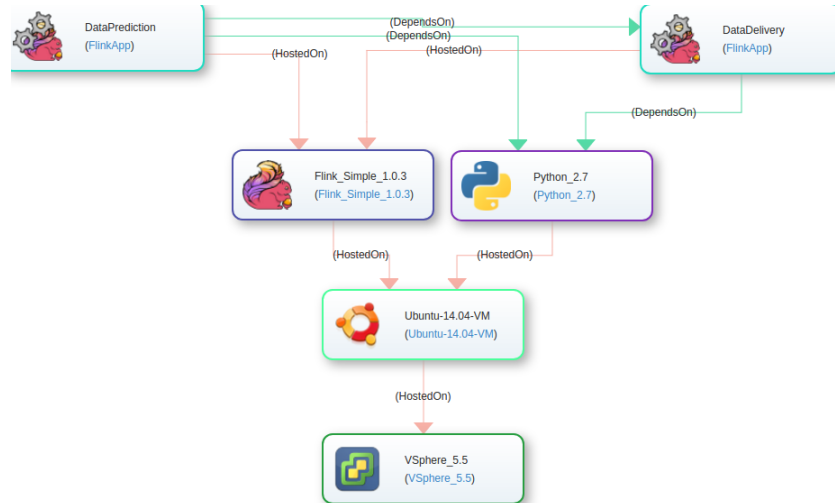 DataPrediction
(FlinkApp)
(DependsOn)
(DependsOn)
(HostedOn)
(HostedOn)
DataDelivery
(FlinkApp)
(DependsOn)
Flink_Simple_1.0.3
(Flink_Simple_1.0.3)
Python_2.7
(Python_2.7)
(HostedOn)
(HostedOn)
Ubuntu-14.04-VM
(Ubuntu-14.04-VM)
(HostedOn)
VSphere_5.5
(VSphere_5.5)